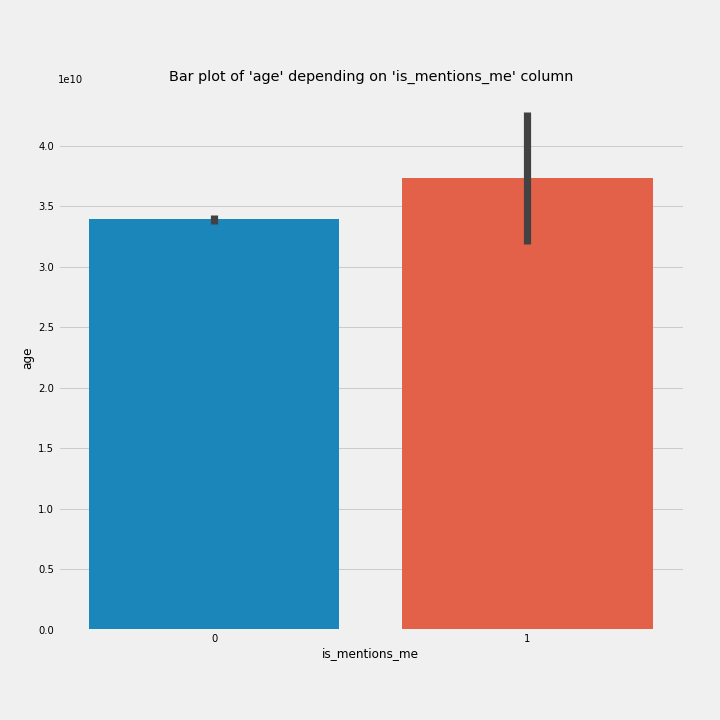 Bar plot of 'age' depending on 'is_mentions_me' column
1e10
4.0
3.5
3.0
2.5
2.0
1.5
1.0
0.5
0.0
age
0
1
is_mentions_me